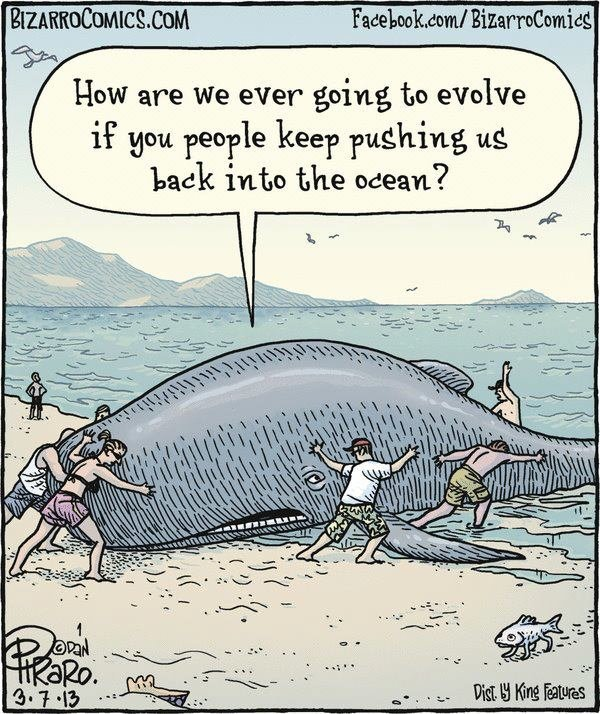 BIZARROCOMICS.COM
Facebook.com/BizarroComics
How are we ever going to evolve
if you people keep pushing us
back into the ocean?
©DAN
PIRARO.
1
3.7.13
Dist. by King Features